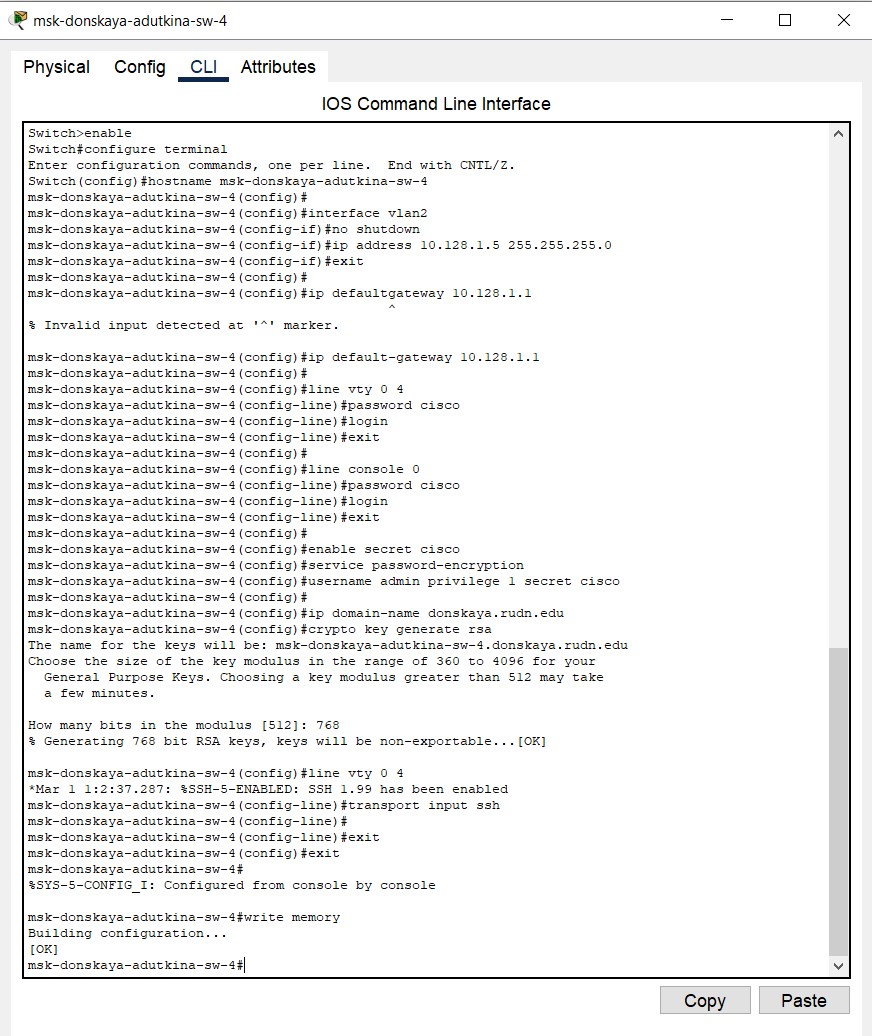 msk-donskaya-adutkina-sw-4
Physical Config CLI Attributes
IOS Command Line Interface
Switch>enable
Switch#configure terminal
Enter configuration commands, one per line.  End with CNTL/Z.
Switch(config)#hostname msk-donskaya-adutkina-sw-4
msk-donskaya-adutkina-sw-4(config)#
msk-donskaya-adutkina-sw-4(config)#interface vlan2
msk-donskaya-adutkina-sw-4(config-if)#no shutdown
msk-donskaya-adutkina-sw-4(config-if)#ip address 10.128.1.5 255.255.255.0
msk-donskaya-adutkina-sw-4(config-if)#exit
msk-donskaya-adutkina-sw-4(config)#
msk-donskaya-adutkina-sw-4(config)#ip defaultgateway 10.128.1.1
^
% Invalid input detected at '^' marker.
msk-donskaya-adutkina-sw-4(config)#ip default-gateway 10.128.1.1
msk-donskaya-adutkina-sw-4(config)#
msk-donskaya-adutkina-sw-4(config)#line vty 0 4
msk-donskaya-adutkina-sw-4(config-line)#password cisco
msk-donskaya-adutkina-sw-4(config-line)#login
msk-donskaya-adutkina-sw-4(config-line)#exit
msk-donskaya-adutkina-sw-4(config)#
msk-donskaya-adutkina-sw-4(config)#line console 0
msk-donskaya-adutkina-sw-4(config-line)#password cisco
msk-donskaya-adutkina-sw-4(config-line)#login
msk-donskaya-adutkina-sw-4(config-line)#exit
msk-donskaya-adutkina-sw-4(config)#
msk-donskaya-adutkina-sw-4(config)#enable secret cisco
msk-donskaya-adutkina-sw-4(config)#service password-encryption
msk-donskaya-adutkina-sw-4(config)#username admin privilege 1 secret cisco
msk-donskaya-adutkina-sw-4(config)#
msk-donskaya-adutkina-sw-4(config)#ip domain-name donskaya.rudn.edu
msk-donskaya-adutkina-sw-4(config)#crypto key generate rsa
The name for the keys will be: msk-donskaya-adutkina-sw-4.donskaya.rudn.edu
Choose the size of the key modulus in the range of 360 to 4096 for your
General Purpose Keys. Choosing a key modulus greater than 512 may take
a few minutes.
How many bits in the modulus [512]: 768
% Generating 768 bit RSA keys, keys will be non-exportable...[OK]
msk-donskaya-adutkina-sw-4(config)#line vty 0 4
*Mar 1 1:2:37.287: %SSH-5-ENABLED: SSH 1.99 has been enabled
msk-donskaya-adutkina-sw-4(config-line)#transport input ssh
msk-donskaya-adutkina-sw-4(config-line)#
msk-donskaya-adutkina-sw-4(config-line)#exit
msk-donskaya-adutkina-sw-4(config)#exit
msk-donskaya-adutkina-sw-4#
%SYS-5-CONFIG_I: Configured from console by console
msk-donskaya-adutkina-sw-4#write memory
Building configuration...
[OK]
msk-donskaya-adutkina-sw-4#
Copy Paste